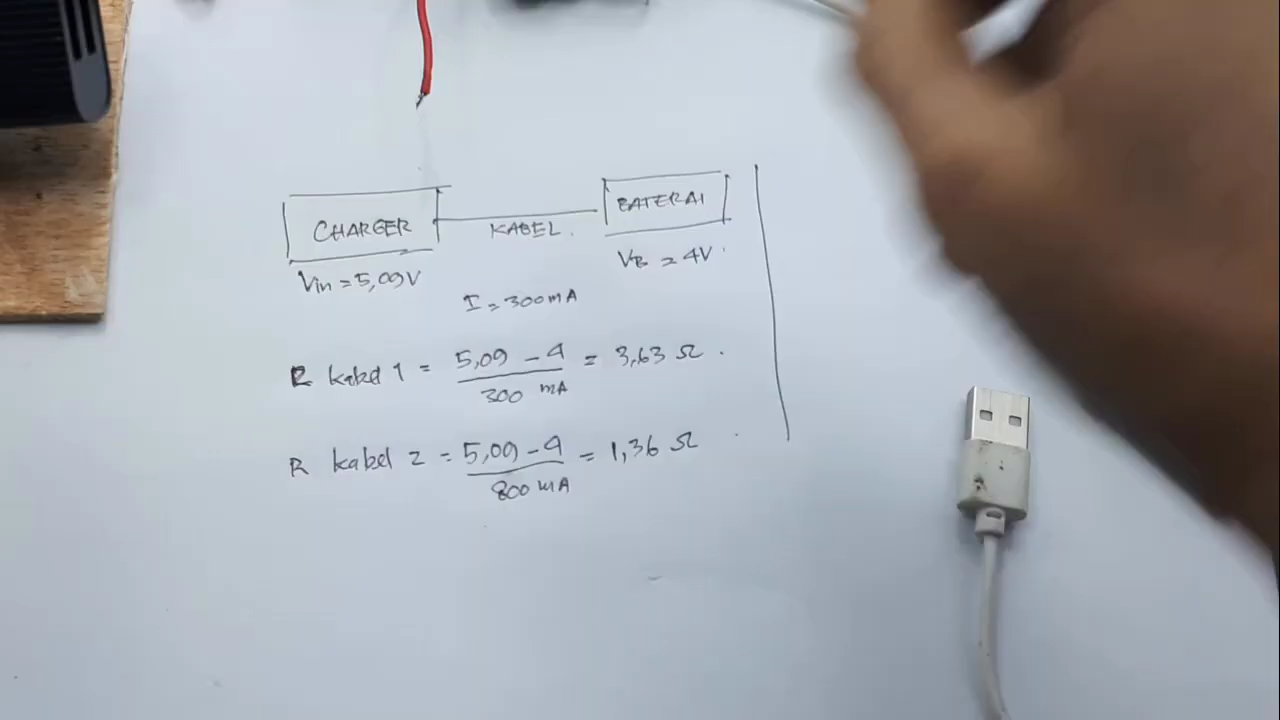 CHARGER
KABEL.
BATERAI
Vin = 5,09V
VB = 4V
I = 300mA
R kabel 1 = 5,09 - 4 / 300 mA = 3,63 Ω
R kabel 2 = 5,09 - 4 / 800 mA = 1,36 Ω